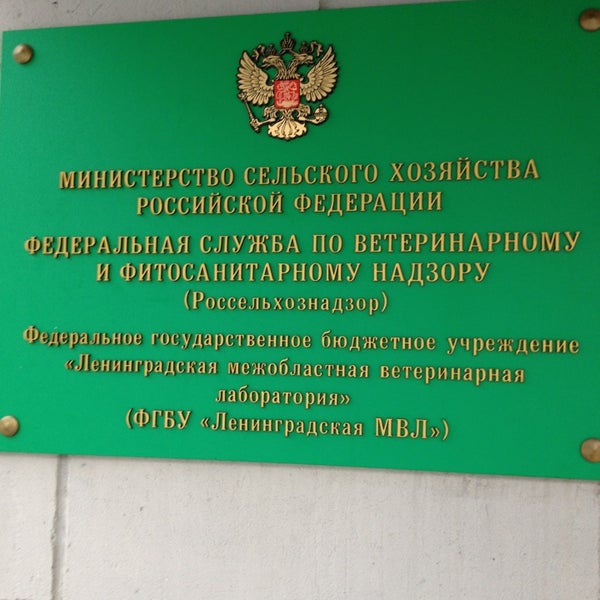 МИНИСТЕРСТВО СЕЛЬСКОГО ХОЗЯЙСТВА
РОССИЙСКОЙ ФЕДЕРАЦИИ
ФЕДЕРАЛЬНАЯ СЛУЖБА ПО ВЕТЕРИНАРНОМУ
И ФИТОСАНИТАРНОМУ НАДЗОРУ
(Россельхознадзор)
Федеральное государственное бюджетное учреждение
«Ленинградская межобластная ветеринарная
лаборатория»
(ФГБУ «Ленинградская МВЛ»)